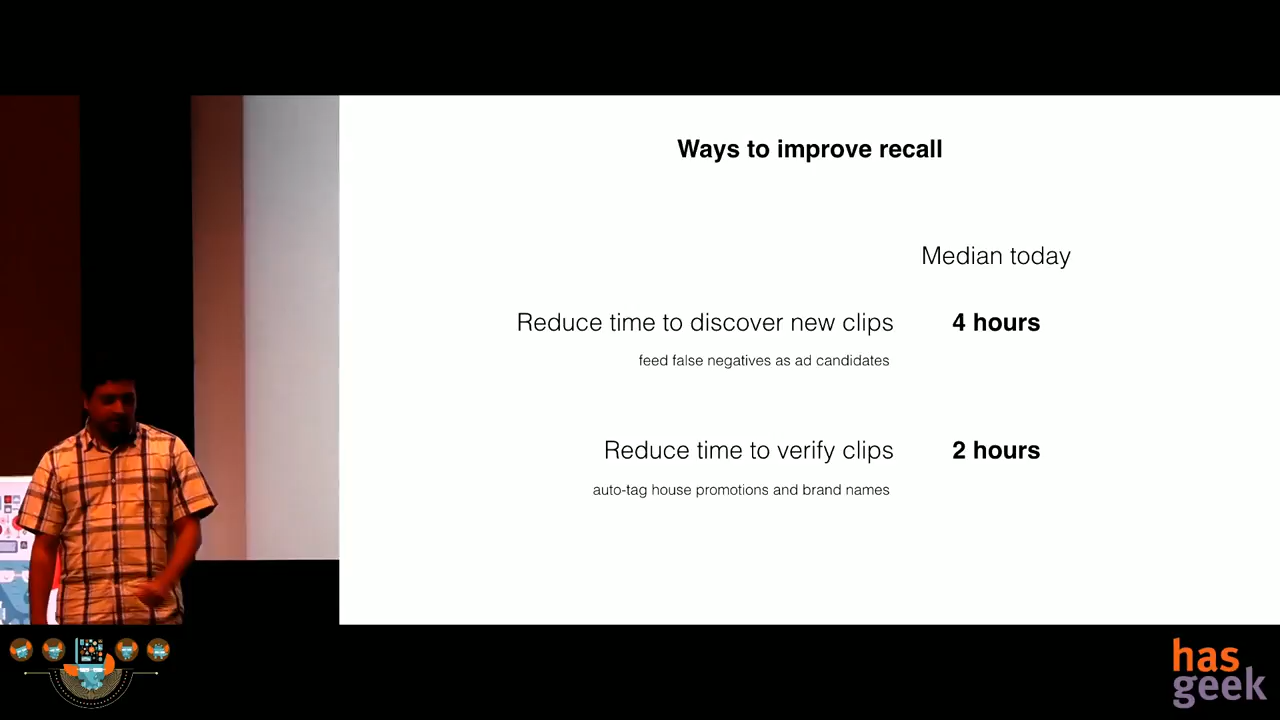 Ways to improve recall
Median today
Reduce time to discover new clips 4 hours
feed false negatives as ad candidates
Reduce time to verify clips 2 hours
auto-tag house promotions and brand names
has
geek